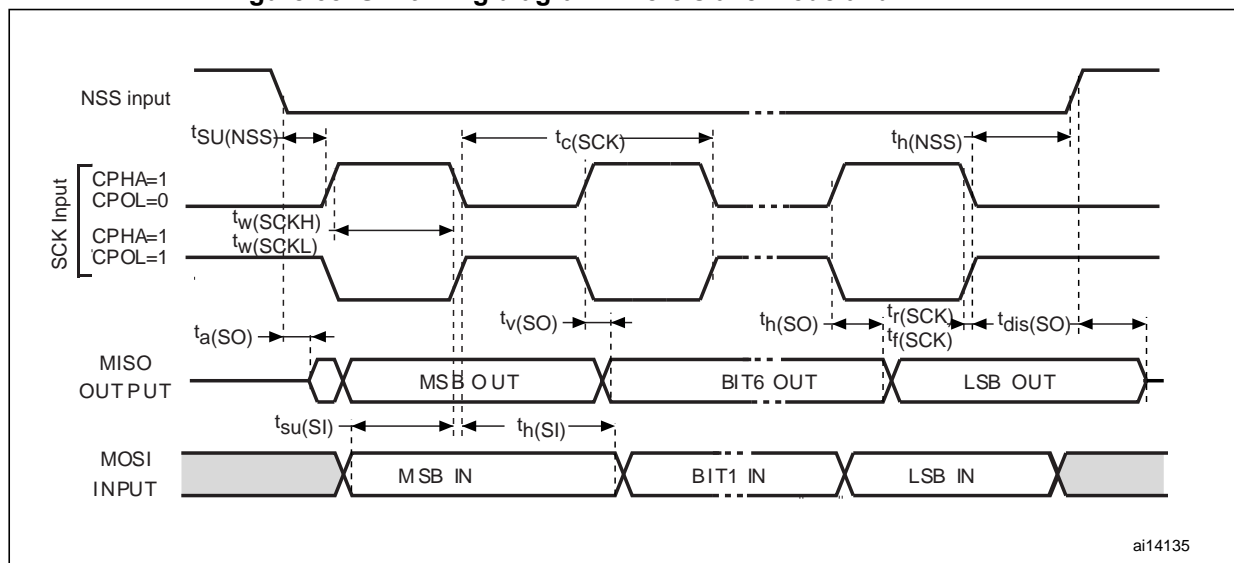 NSS input
tSU(NSS)
tc(SCK)
th(NSS)
SCK Input
CPHA=1
CPOL=0
tw(SCKH)
tw(SCKL)
CPHA=1
CPOL=1
ta(SO)
tv(SO)
th(SO)
tr(SCK)
tf(SCK)
tdis(SO)
MISO
OUTPUT
MSB OUT
BIT6 OUT
LSB OUT
tsu(SI)
th(SI)
MOSI
INPUT
MSB IN
BIT1 IN
LSB IN
ai14135